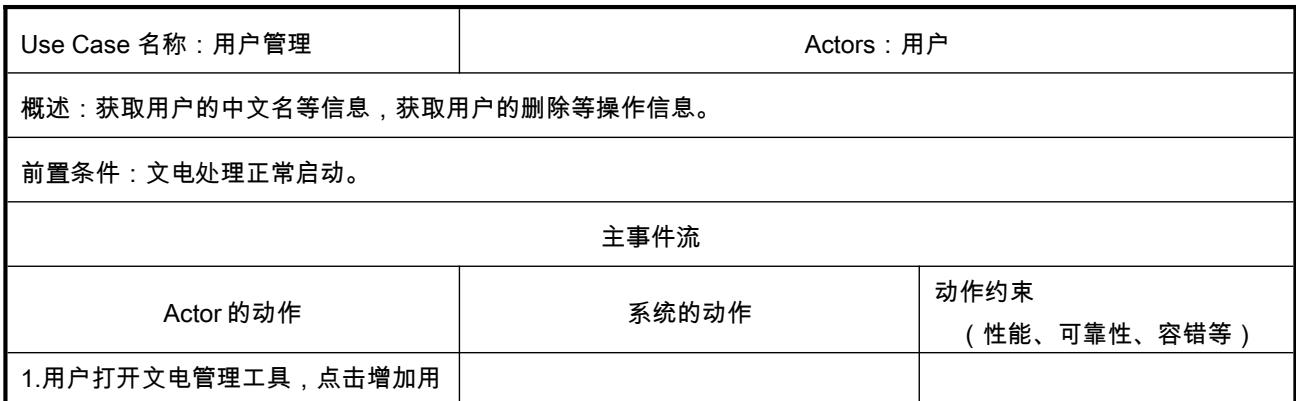 Use Case 名称：用户管理
Actors：用户
概述：获取用户的中文名等信息，获取用户的删除等操作信息。
前置条件：文电处理正常启动。
主事件流
Actor 的动作
系统的动作
动作约束
（性能、可靠性、容错等）
1.用户打开文电管理工具，点击增加用